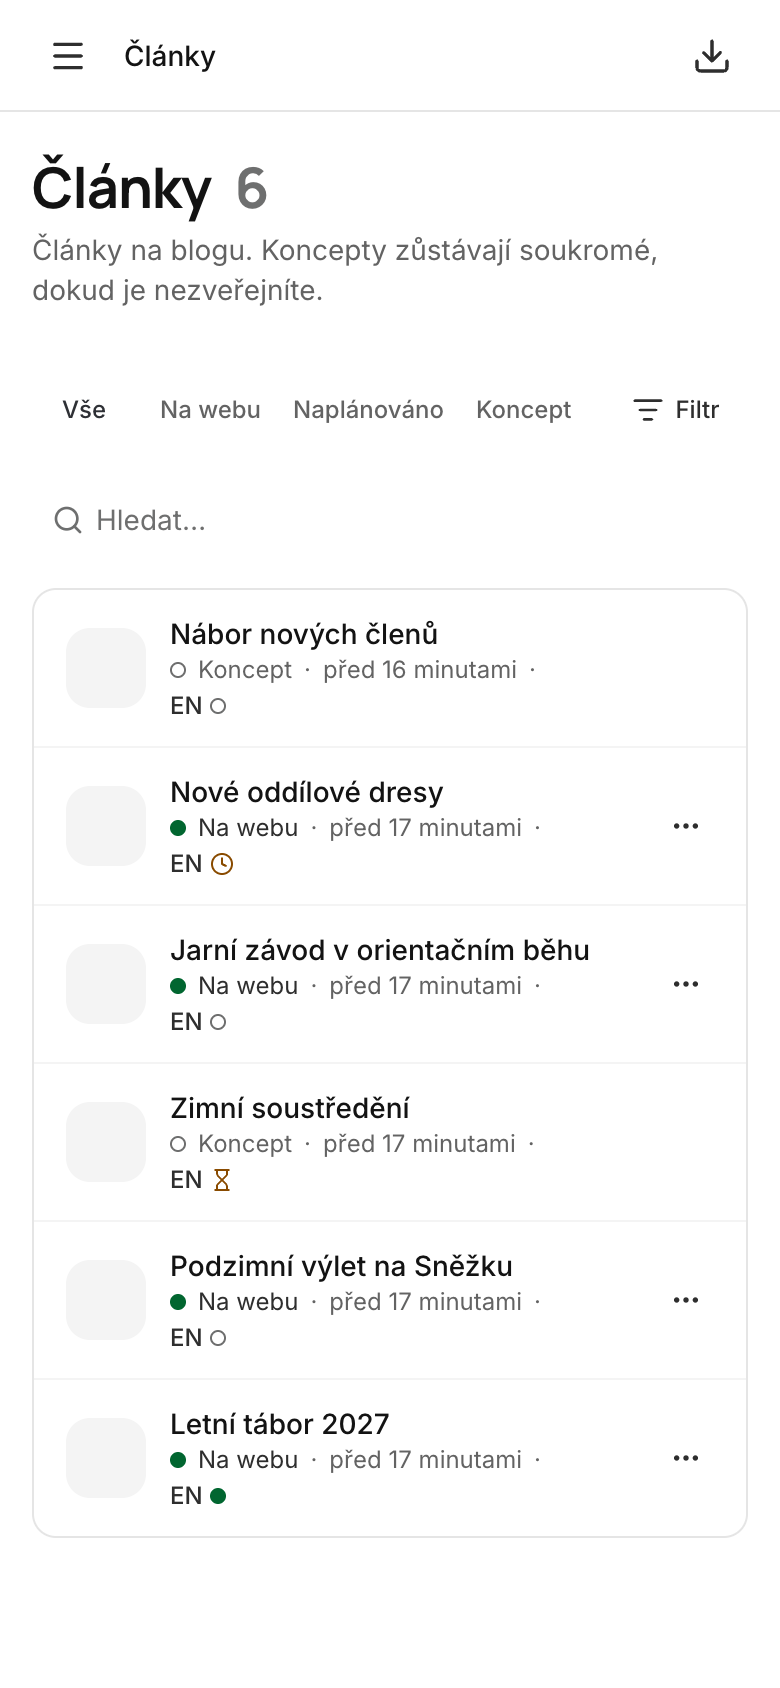 Články
Články 6
Články na blogu. Koncepty zůstávají soukromé,
dokud je nezveřejníte.
Vše Na webu Naplánováno Koncept Filtr
Hledat...
Nábor nových členů
Koncept · před 16 minutami ·
EN
Nové oddílové dresy
Na webu · před 17 minutami ·
EN
Jarní závod v orientačním běhu
Na webu · před 17 minutami ·
EN
Zimní soustředění
Koncept · před 17 minutami ·
EN
Podzimní výlet na Sněžku
Na webu · před 17 minutami ·
EN
Letní tábor 2027
Na webu · před 17 minutami ·
EN